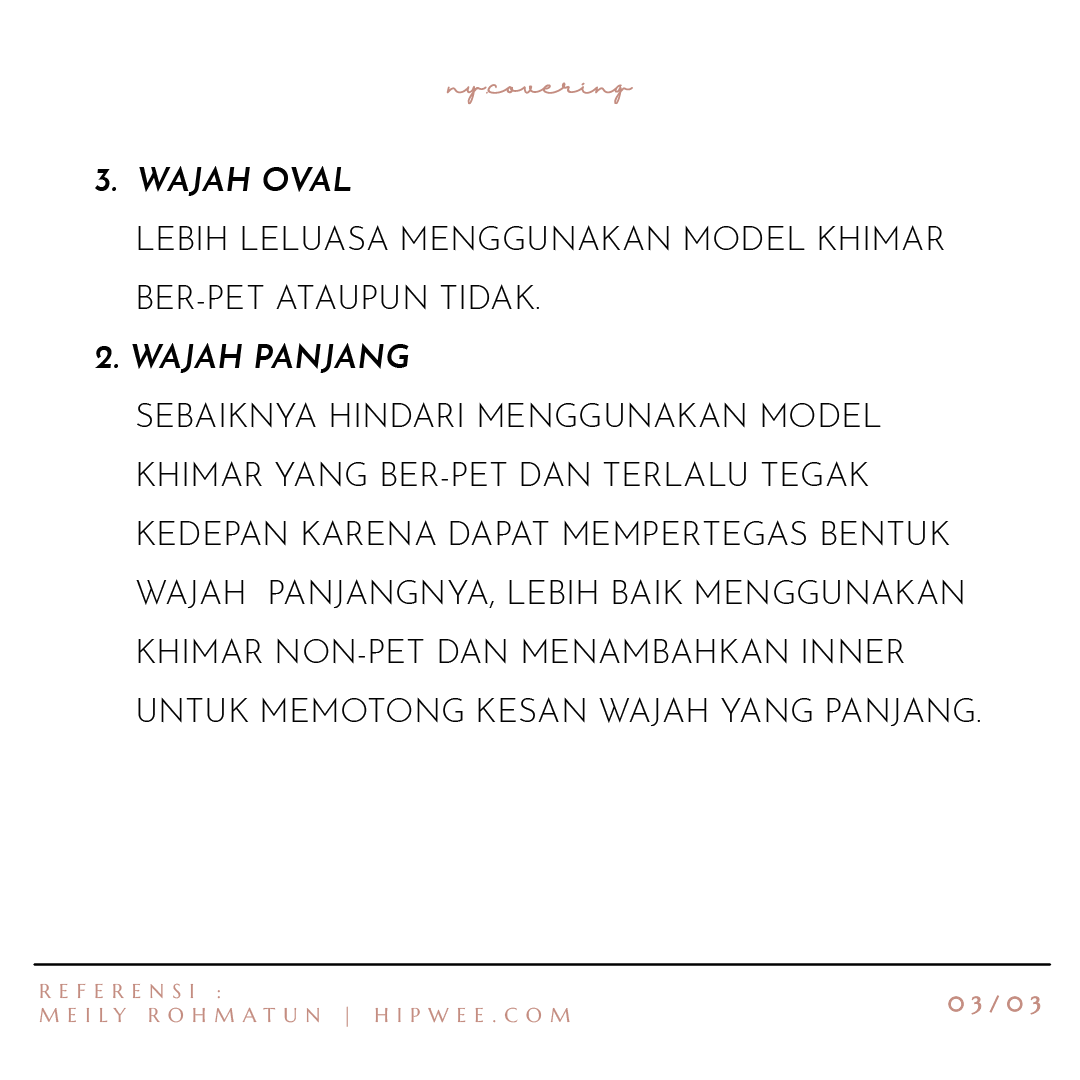 ny.covering
3. WAJAH OVAL
LEBIH LELUASA MENGGUNAKAN MODEL KHIMAR
BER-PET ATAUPUN TIDAK.
2. WAJAH PANJANG
SEBAIKNYA HINDARI MENGGUNAKAN MODEL
KHIMAR YANG BER-PET DAN TERLALU TEGAK
KEDEPAN KARENA DAPAT MEMPERTEGAS BENTUK
WAJAH PANJANGNYA, LEBIH BAIK MENGGUNAKAN
KHIMAR NON-PET DAN MENAMBAHKAN INNER
UNTUK MEMOTONG KESAN WAJAH YANG PANJANG.
REFERENSI :
MEILY ROHMATUN | HIPWEE.COM
03/03